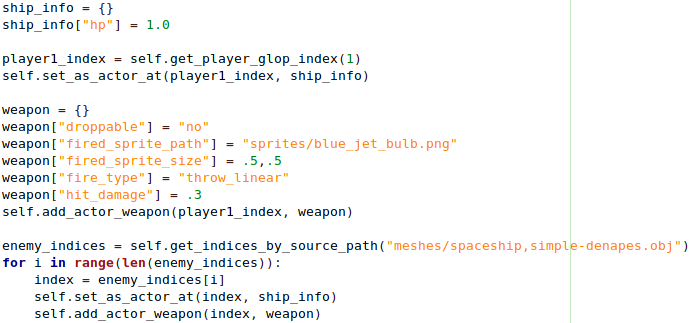 ship_info = {}
ship_info["hp"] = 1.0
player1_index = self.get_player_glop_index(1)
self.set_as_actor_at(player1_index, ship_info)
weapon = {}
weapon["droppable"] = "no"
weapon["fired_sprite_path"] = "sprites/blue_jet_bulb.png"
weapon["fired_sprite_size"] = .5,.5
weapon["fire_type"] = "throw_linear"
weapon["hit_damage"] = .3
self.add_actor_weapon(player1_index, weapon)
enemy_indices = self.get_indices_by_source_path("meshes/spaceship,simple-denapes.obj")
for i in range(len(enemy_indices)):
    index = enemy_indices[i]
    self.set_as_actor_at(index, ship_info)
    self.add_actor_weapon(index, weapon)